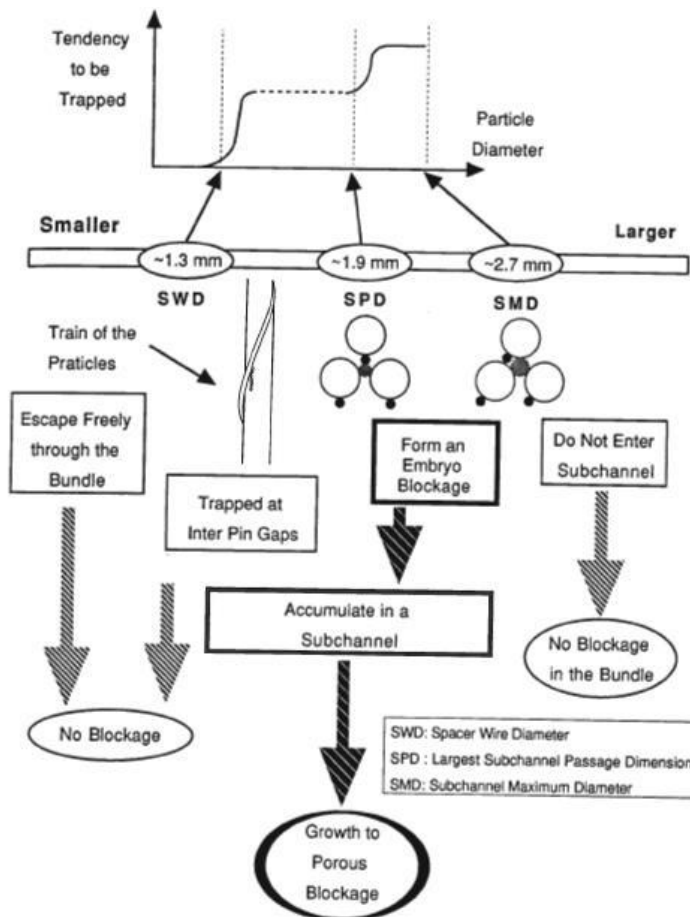 Tendency
to be
Trapped
Particle
Diameter
Smaller
Larger
~1.3 mm
~1.9 mm
~2.7 mm
SWD
SPD
SMD
Train of the
Praticles
Escape Freely
through the
Bundle
Trapped at
Inter Pin Gaps
Form an
Embryo
Blockage
Do Not Enter
Subchannel
Accumulate in a
Subchannel
No Blockage
in the Bundle
No Blockage
SWD: Spacer Wire Diameter
SPD : Largest Subchannel Passage Dimension
SMD: Subchannel Maximum Diameter
Growth to
Porous
Blockage